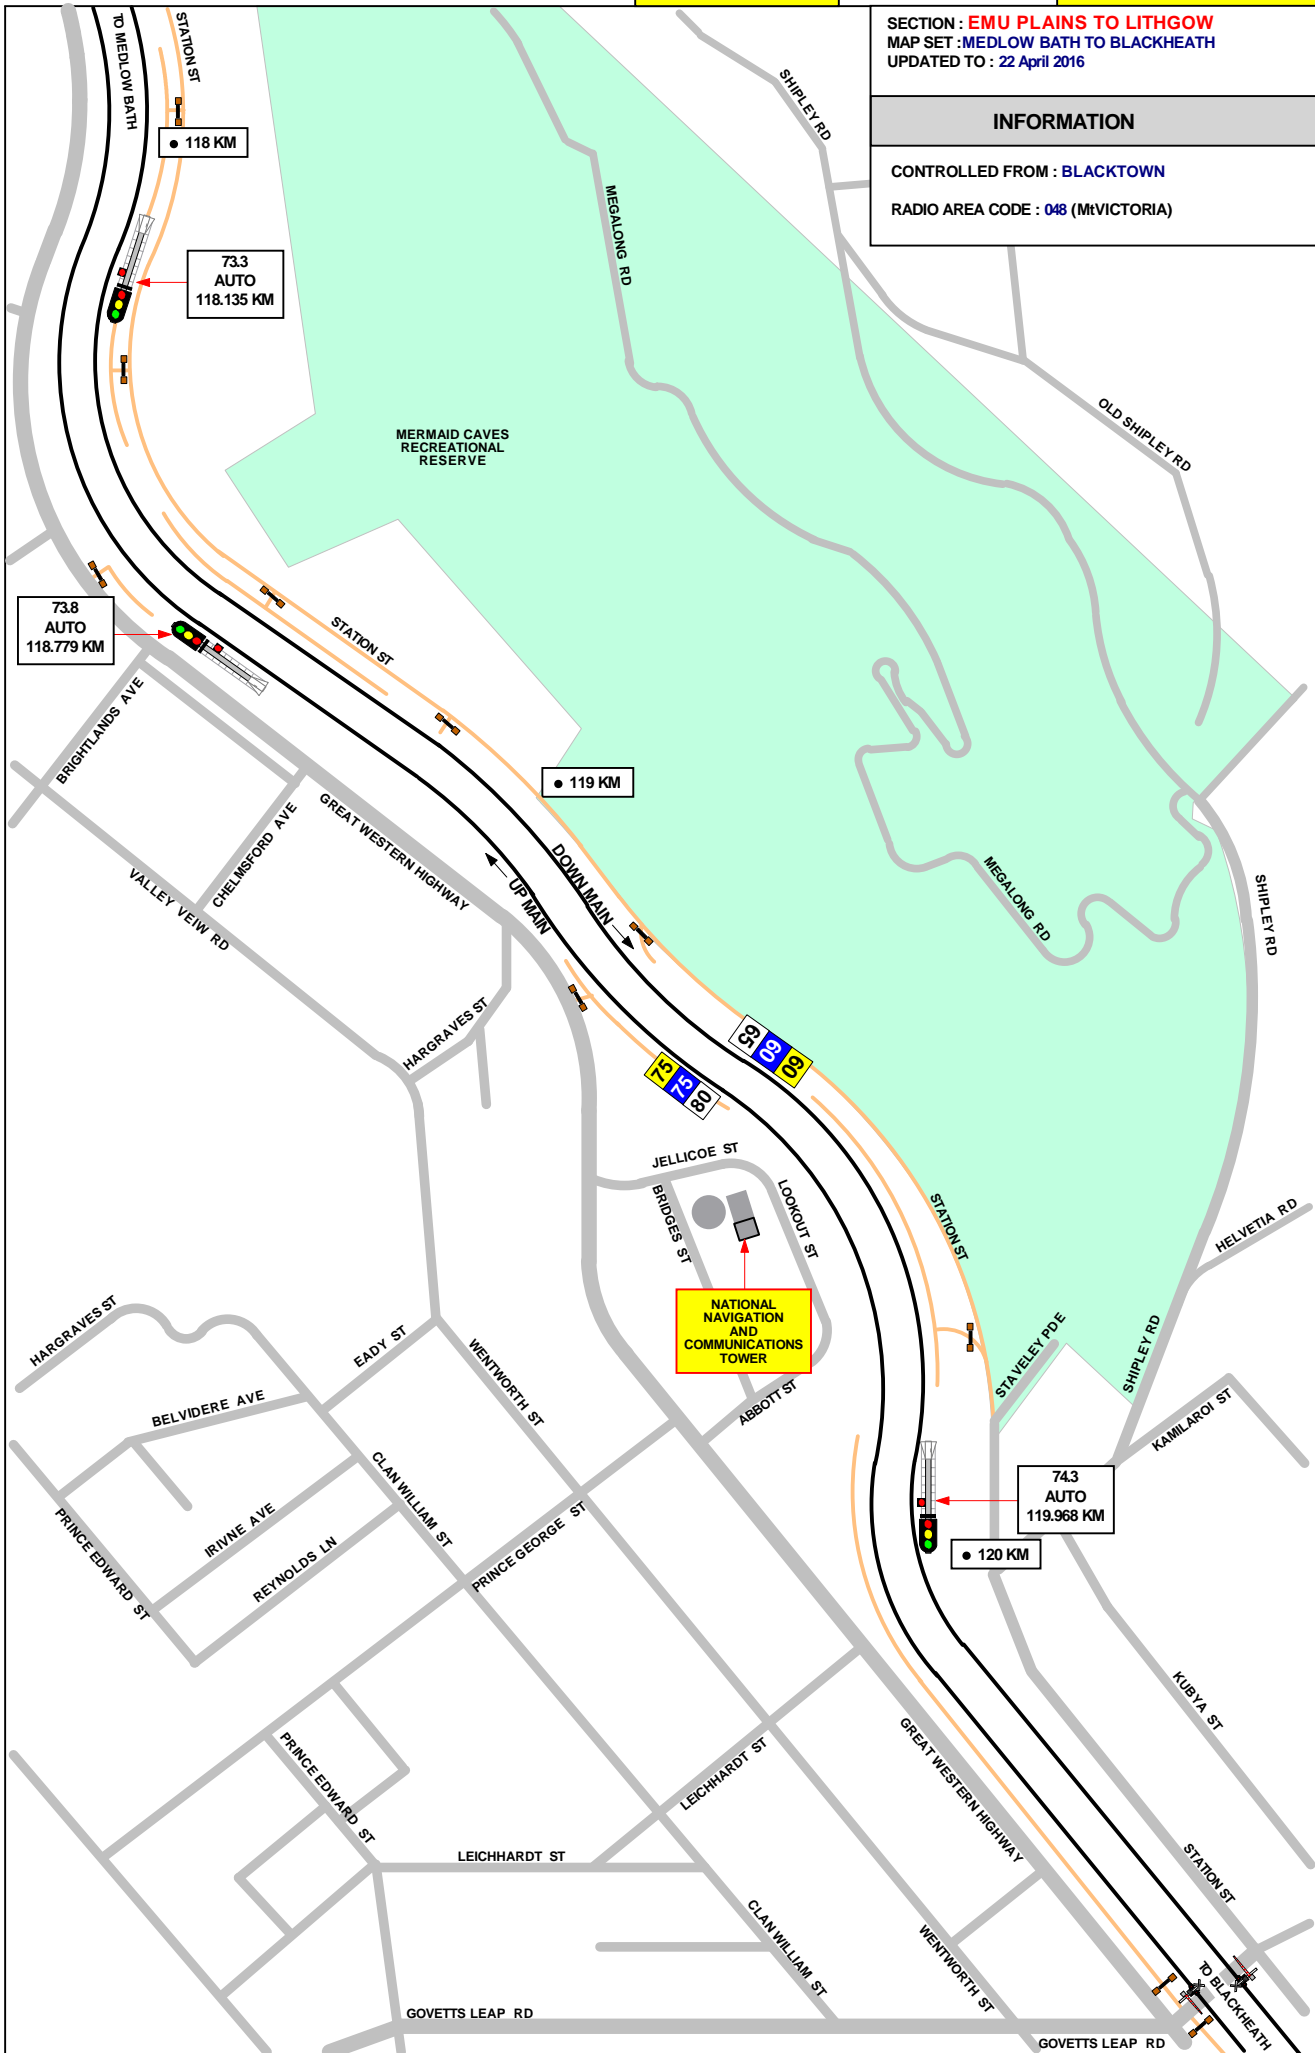 SECTION : EMU PLAINS TO LITHGOW
MAP SET :MEDLOW BATH TO BLACKHEATH
UPDATED TO : 22 April 2016
INFORMATION
CONTROLLED FROM : BLACKTOWN
RADIO AREA CODE : 048 (MtVICTORIA)
TO MEDLOW BATH
STATION ST
118 KM
73.3
AUTO
118.135 KM
SHIPLEY RD
MEGALONG RD
OLD SHIPLEY RD
MERMAID CAVES
RECREATIONAL
RESERVE
73.8
AUTO
118.779 KM
STATION ST
BRIGHTLANDS AVE
119 KM
CHELMSFORD AVE
GREAT WESTERN HIGHWAY
VALLEY VEIW RD
UP MAIN
DOWN MAIN
MEGALONG RD
SHIPLEY RD
HARGRAVES ST
65
60
60
75
75
80
JELLICOE ST
BRIDGES ST
LOOKOUT ST
STATION ST
HELVETIA RD
NATIONAL
NAVIGATION
AND
COMMUNICATIONS
TOWER
HARGRAVES ST
EADY ST
WENTWORTH ST
STAVELEY PDE
SHIPLEY RD
ABBOTT ST
BELVIDERE AVE
KAMILAROI ST
CLAN WILLIAM ST
74.3
AUTO
119.968 KM
IRIVNE AVE
PRINCE GEORGE ST
PRINCE EDWARD ST
REYNOLDS LN
120 KM
KUBYA ST
PRINCE EDWARD ST
LEICHHARDT ST
GREAT WESTERN HIGHWAY
LEICHHARDT ST
STATION ST
CLAN WILLIAM ST
WENTWORTH ST
TO BLACKHEATH
GOVETTS LEAP RD
GOVETTS LEAP RD